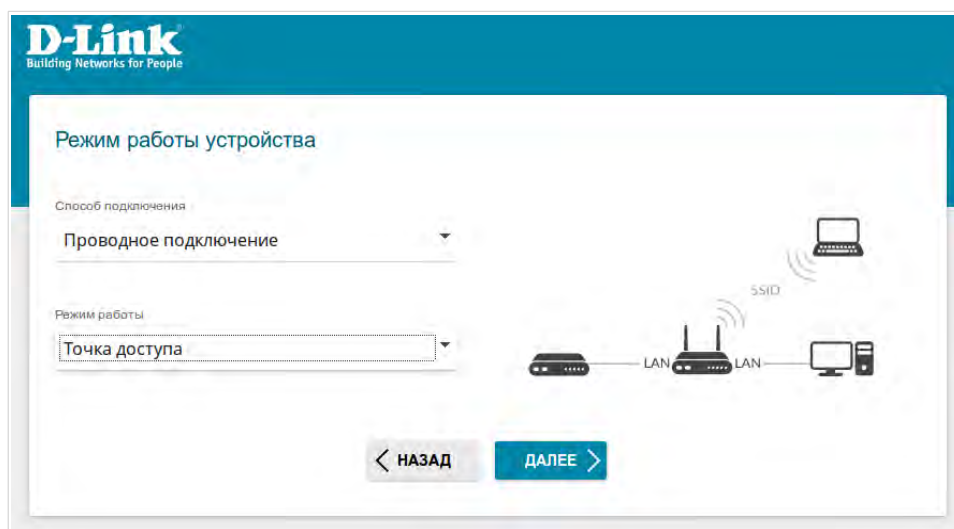 D-Link
Building Networks for People
Режим работы устройства
Способ подключения
Проводное подключение
Режим работы
Точка доступа
SSID
LAN
LAN
НАЗАД
ДАЛЕЕ